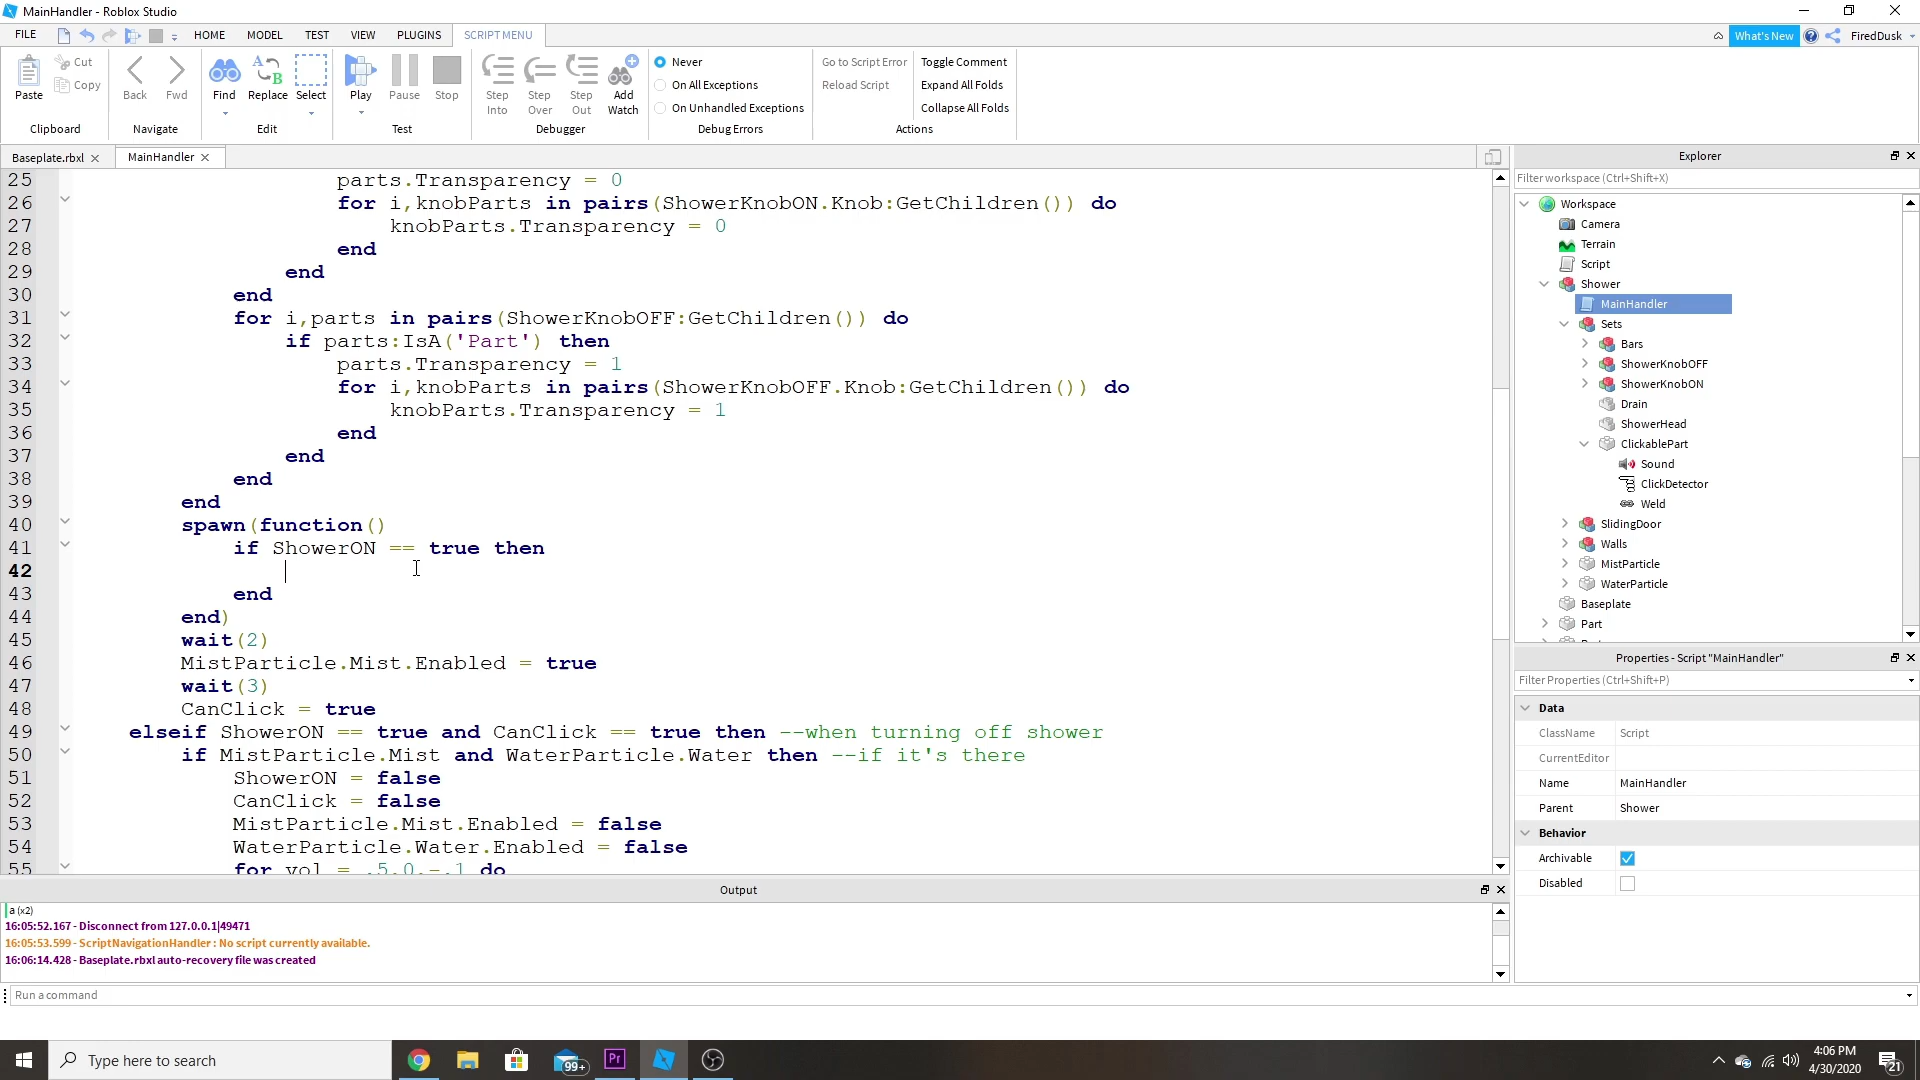 MainHandler - Roblox Studio
FILE HOME MODEL TEST VIEW PLUGINS SCRIPT MENU What's New FiredDusk
Paste Cut Copy Back Fwd Find Replace Select Play Pause Stop Step Into Step Over Step Out Add Watch
Never
On All Exceptions
On Unhandled Exceptions
Go to Script Error
Reload Script
Toggle Comment
Expand All Folds
Collapse All Folds
Clipboard Navigate Edit Test Debugger Debug Errors Actions
Baseplate.rbxl MainHandler
25 parts.Transparency = 0
26 for i,knobParts in pairs(ShowerKnobON.Knob:GetChildren()) do
27 knobParts.Transparency = 0
28 end
29 end
30 end
31 for i,parts in pairs(ShowerKnobOFF:GetChildren()) do
32 if parts:IsA('Part') then
33 parts.Transparency = 1
34 for i,knobParts in pairs(ShowerKnobOFF.Knob:GetChildren()) do
35 knobParts.Transparency = 1
36 end
37 end
38 end
39 end
40 spawn(function()
41 if ShowerON == true then
42
43 end
44 end)
45 wait(2)
46 MistParticle.Mist.Enabled = true
47 wait(3)
48 CanClick = true
49 elseif ShowerON == true and CanClick == true then --when turning off shower
50 if MistParticle.Mist and WaterParticle.Water then --if it's there
51 ShowerON = false
52 CanClick = false
53 MistParticle.Mist.Enabled = false
54 WaterParticle.Water.Enabled = false
55 for vol = .5,0,-.1 do
Explorer
Filter workspace (Ctrl+Shift+X)
Workspace
Camera
Terrain
Script
Shower
MainHandler
Sets
Bars
ShowerKnobOFF
ShowerKnobON
Drain
ShowerHead
ClickablePart
Sound
ClickDetector
Weld
SlidingDoor
Walls
MistParticle
WaterParticle
Baseplate
Part
Properties - Script "MainHandler"
Filter Properties (Ctrl+Shift+P)
Data
ClassName Script
CurrentEditor
Name MainHandler
Parent Shower
Behavior
Archivable
Disabled
Output
a (x2)
16:05:52.167 - Disconnect from 127.0.0.1|49471
16:05:53.599 - ScriptNavigationHandler : No script currently available.
16:06:14.428 - Baseplate.rbxl auto-recovery file was created
Run a command
Type here to search
99+
Pr
4:06 PM
4/30/2020
21